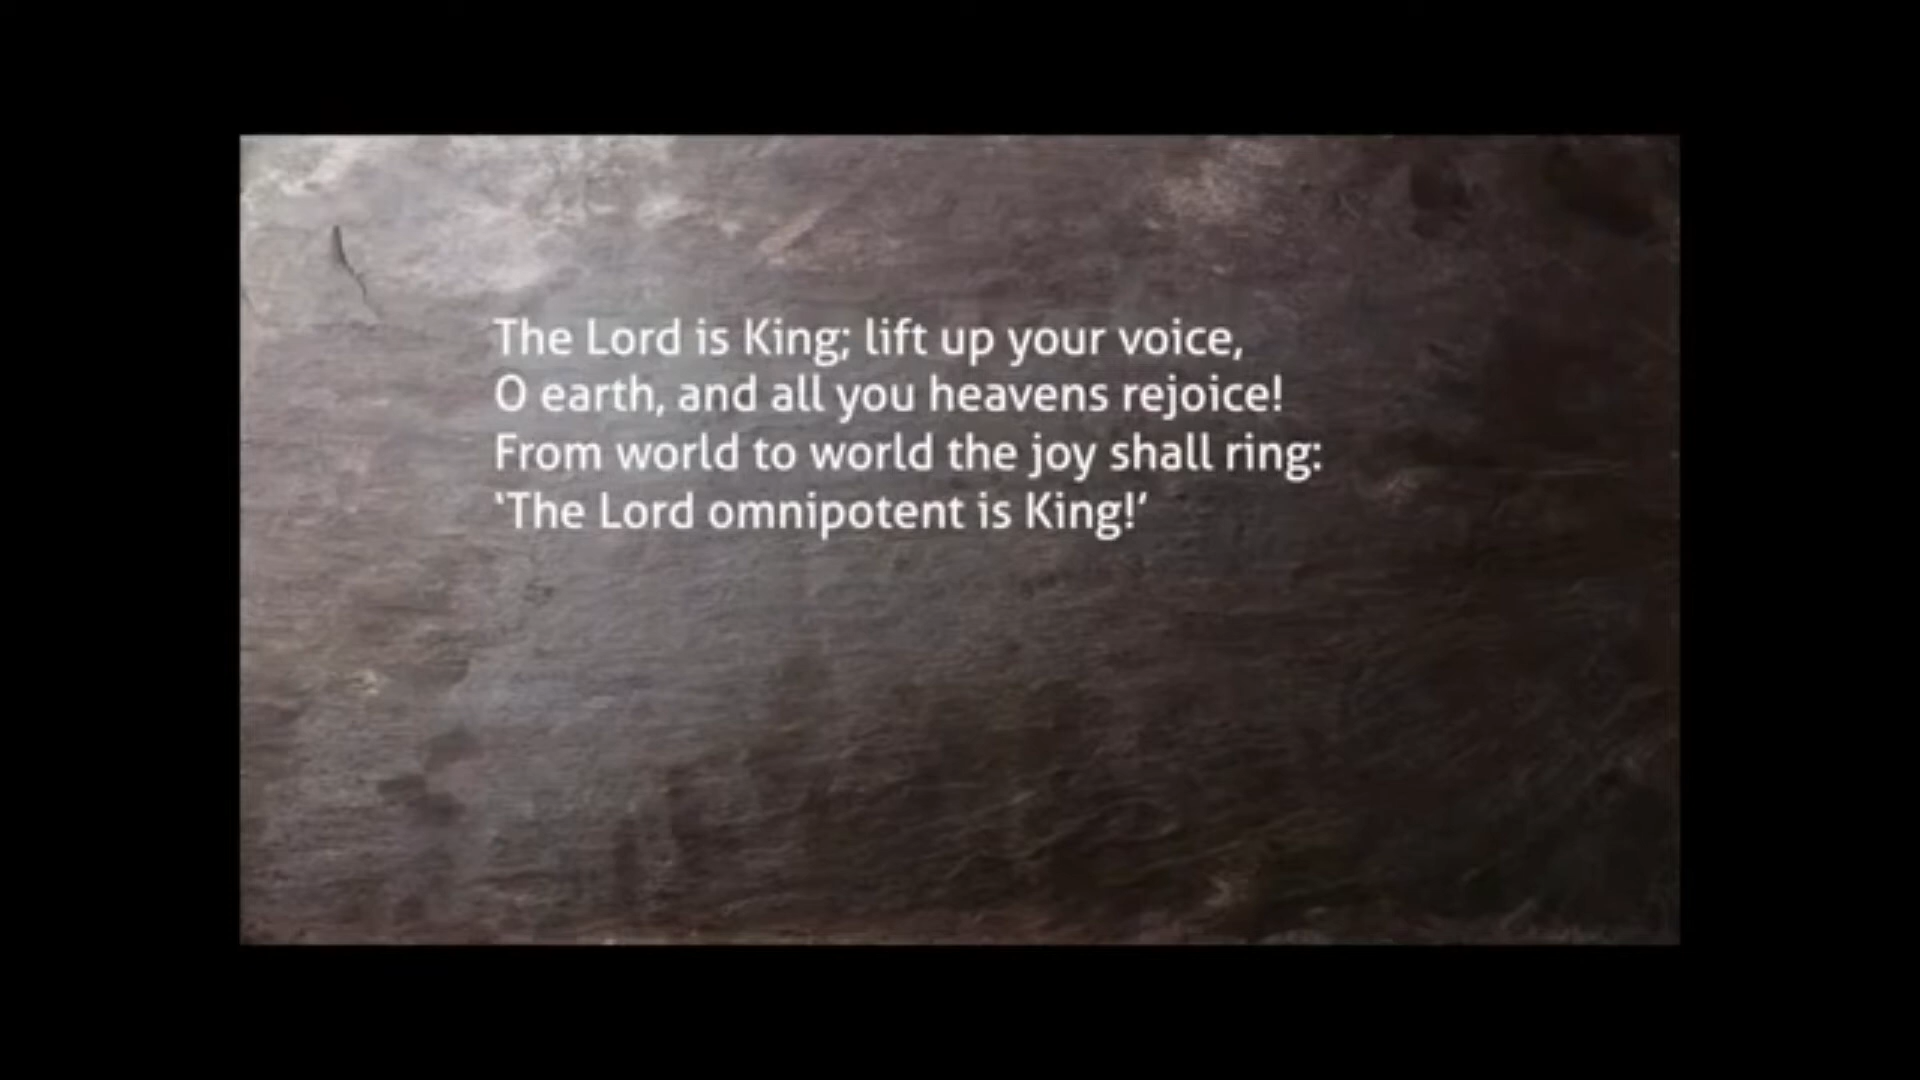 The Lord is King; lift up your voice,
O earth, and all you heavens rejoice!
From world to world the joy shall ring:
‘The Lord omnipotent is King!’